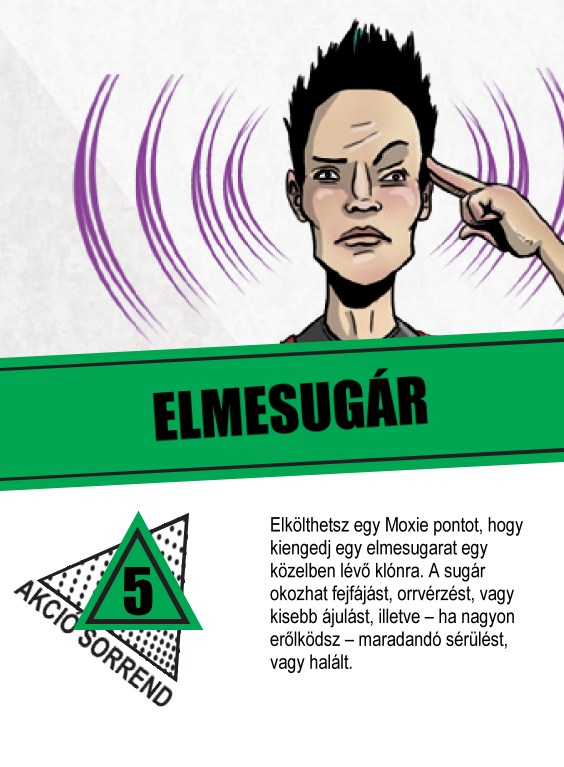 ELMESUGÁR
5
AKCIÓ SORREND
Elkölthetsz egy Moxie pontot, hogy
kiengedj egy elmesugarat egy
közelben lévő klónra. A sugár
okozhat fejfájást, orrvérzést, vagy
kisebb ájulást, illetve – ha nagyon
erőlködsz – maradandó sérülést,
vagy halált.